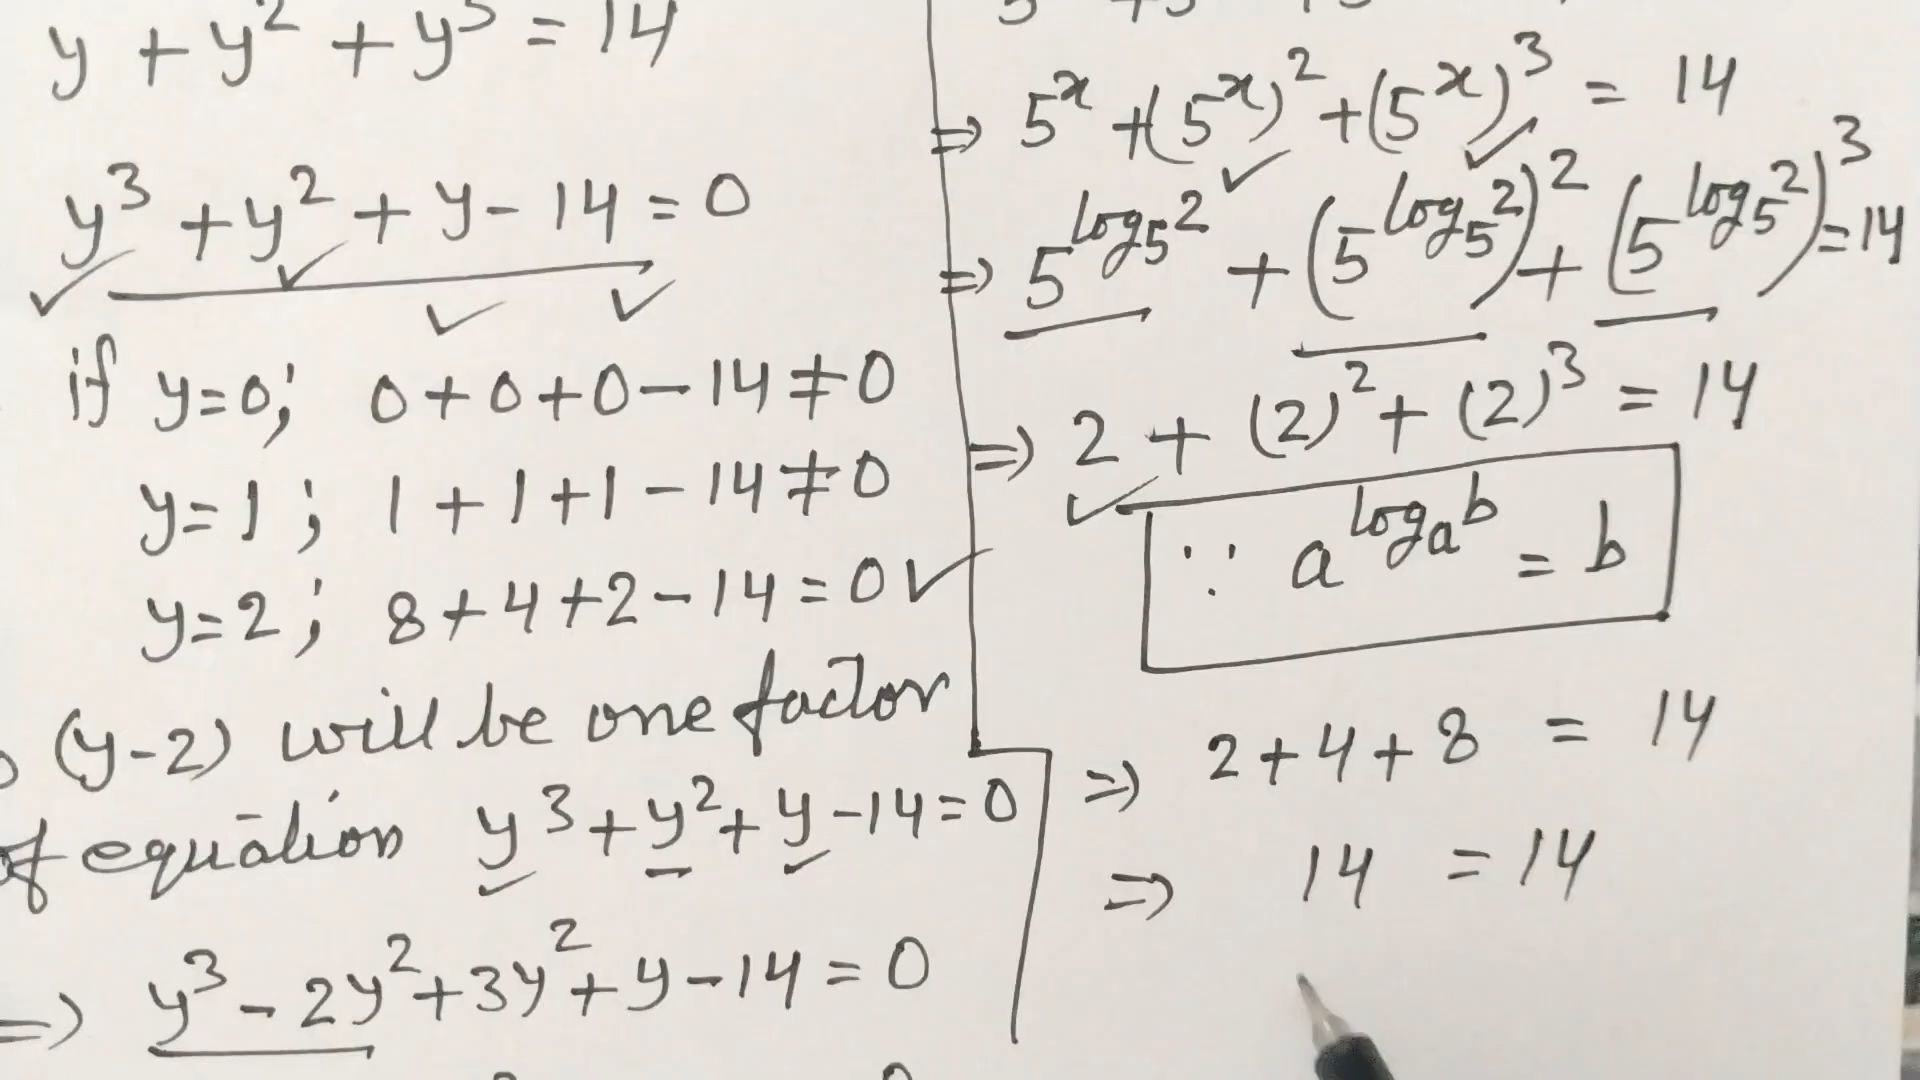 y + y² + y³ = 14
y³ + y² + y - 14 = 0
if y=0; 0+0+0-14≠0
y=1; 1+1+1-14≠0
y=2; 8+4+2-14=0✓
(y-2) will be one factor
of equation y³+y²+y-14=0
=> y³-2y²+3y²+y-14=0
=> 5^x+(5^x)²+(5^x)³ = 14
=> 5^(log₅2) + (5^(log₅2))² + (5^(log₅2))³ = 14
=> 2 + (2)² + (2)³ = 14
∵ a^(logₐb) = b
=> 2+4+8 = 14
=> 14 = 14